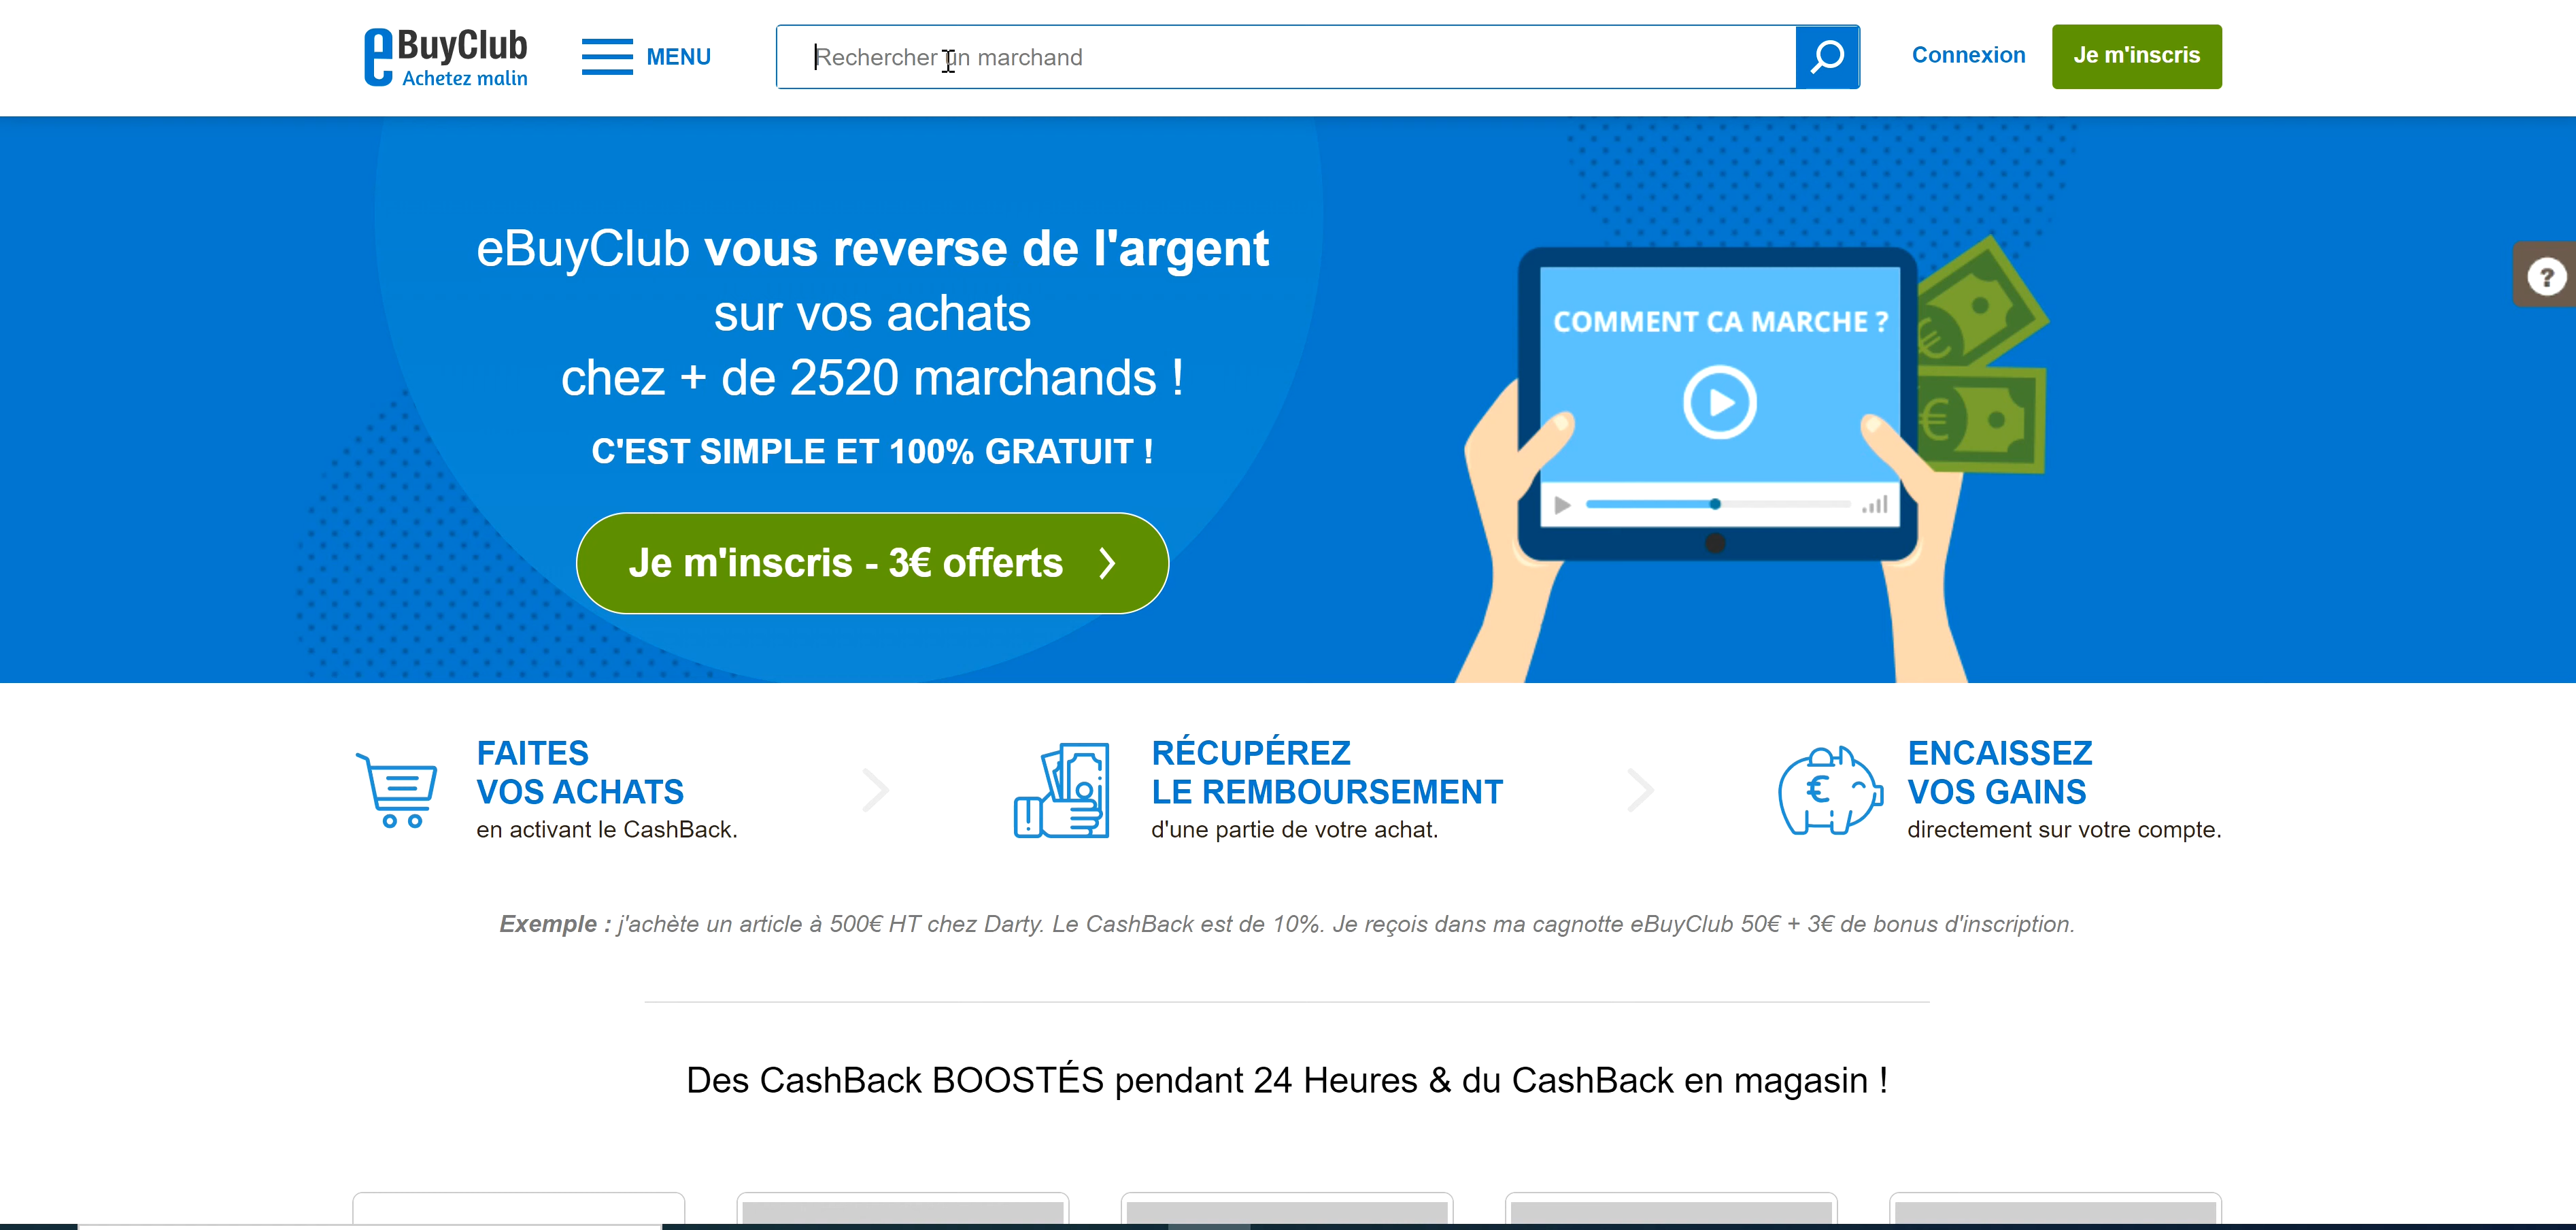 eBuyClub
Achetez malin
MENU
Rechercher un marchand
Connexion
Je m'inscris
eBuyClub vous reverse de l'argent
sur vos achats
chez + de 2520 marchands !
C'EST SIMPLE ET 100% GRATUIT !
Je m'inscris - 3€ offerts
COMMENT CA MARCHE ?
€
€
?
FAITES
VOS ACHATS
en activant le CashBack.
RÉCUPÉREZ
LE REMBOURSEMENT
d'une partie de votre achat.
€
ENCAISSEZ
VOS GAINS
directement sur votre compte.
Exemple : j'achète un article à 500€ HT chez Darty. Le CashBack est de 10%. Je reçois dans ma cagnotte eBuyClub 50€ + 3€ de bonus d'inscription.
Des CashBack BOOSTÉS pendant 24 Heures & du CashBack en magasin !